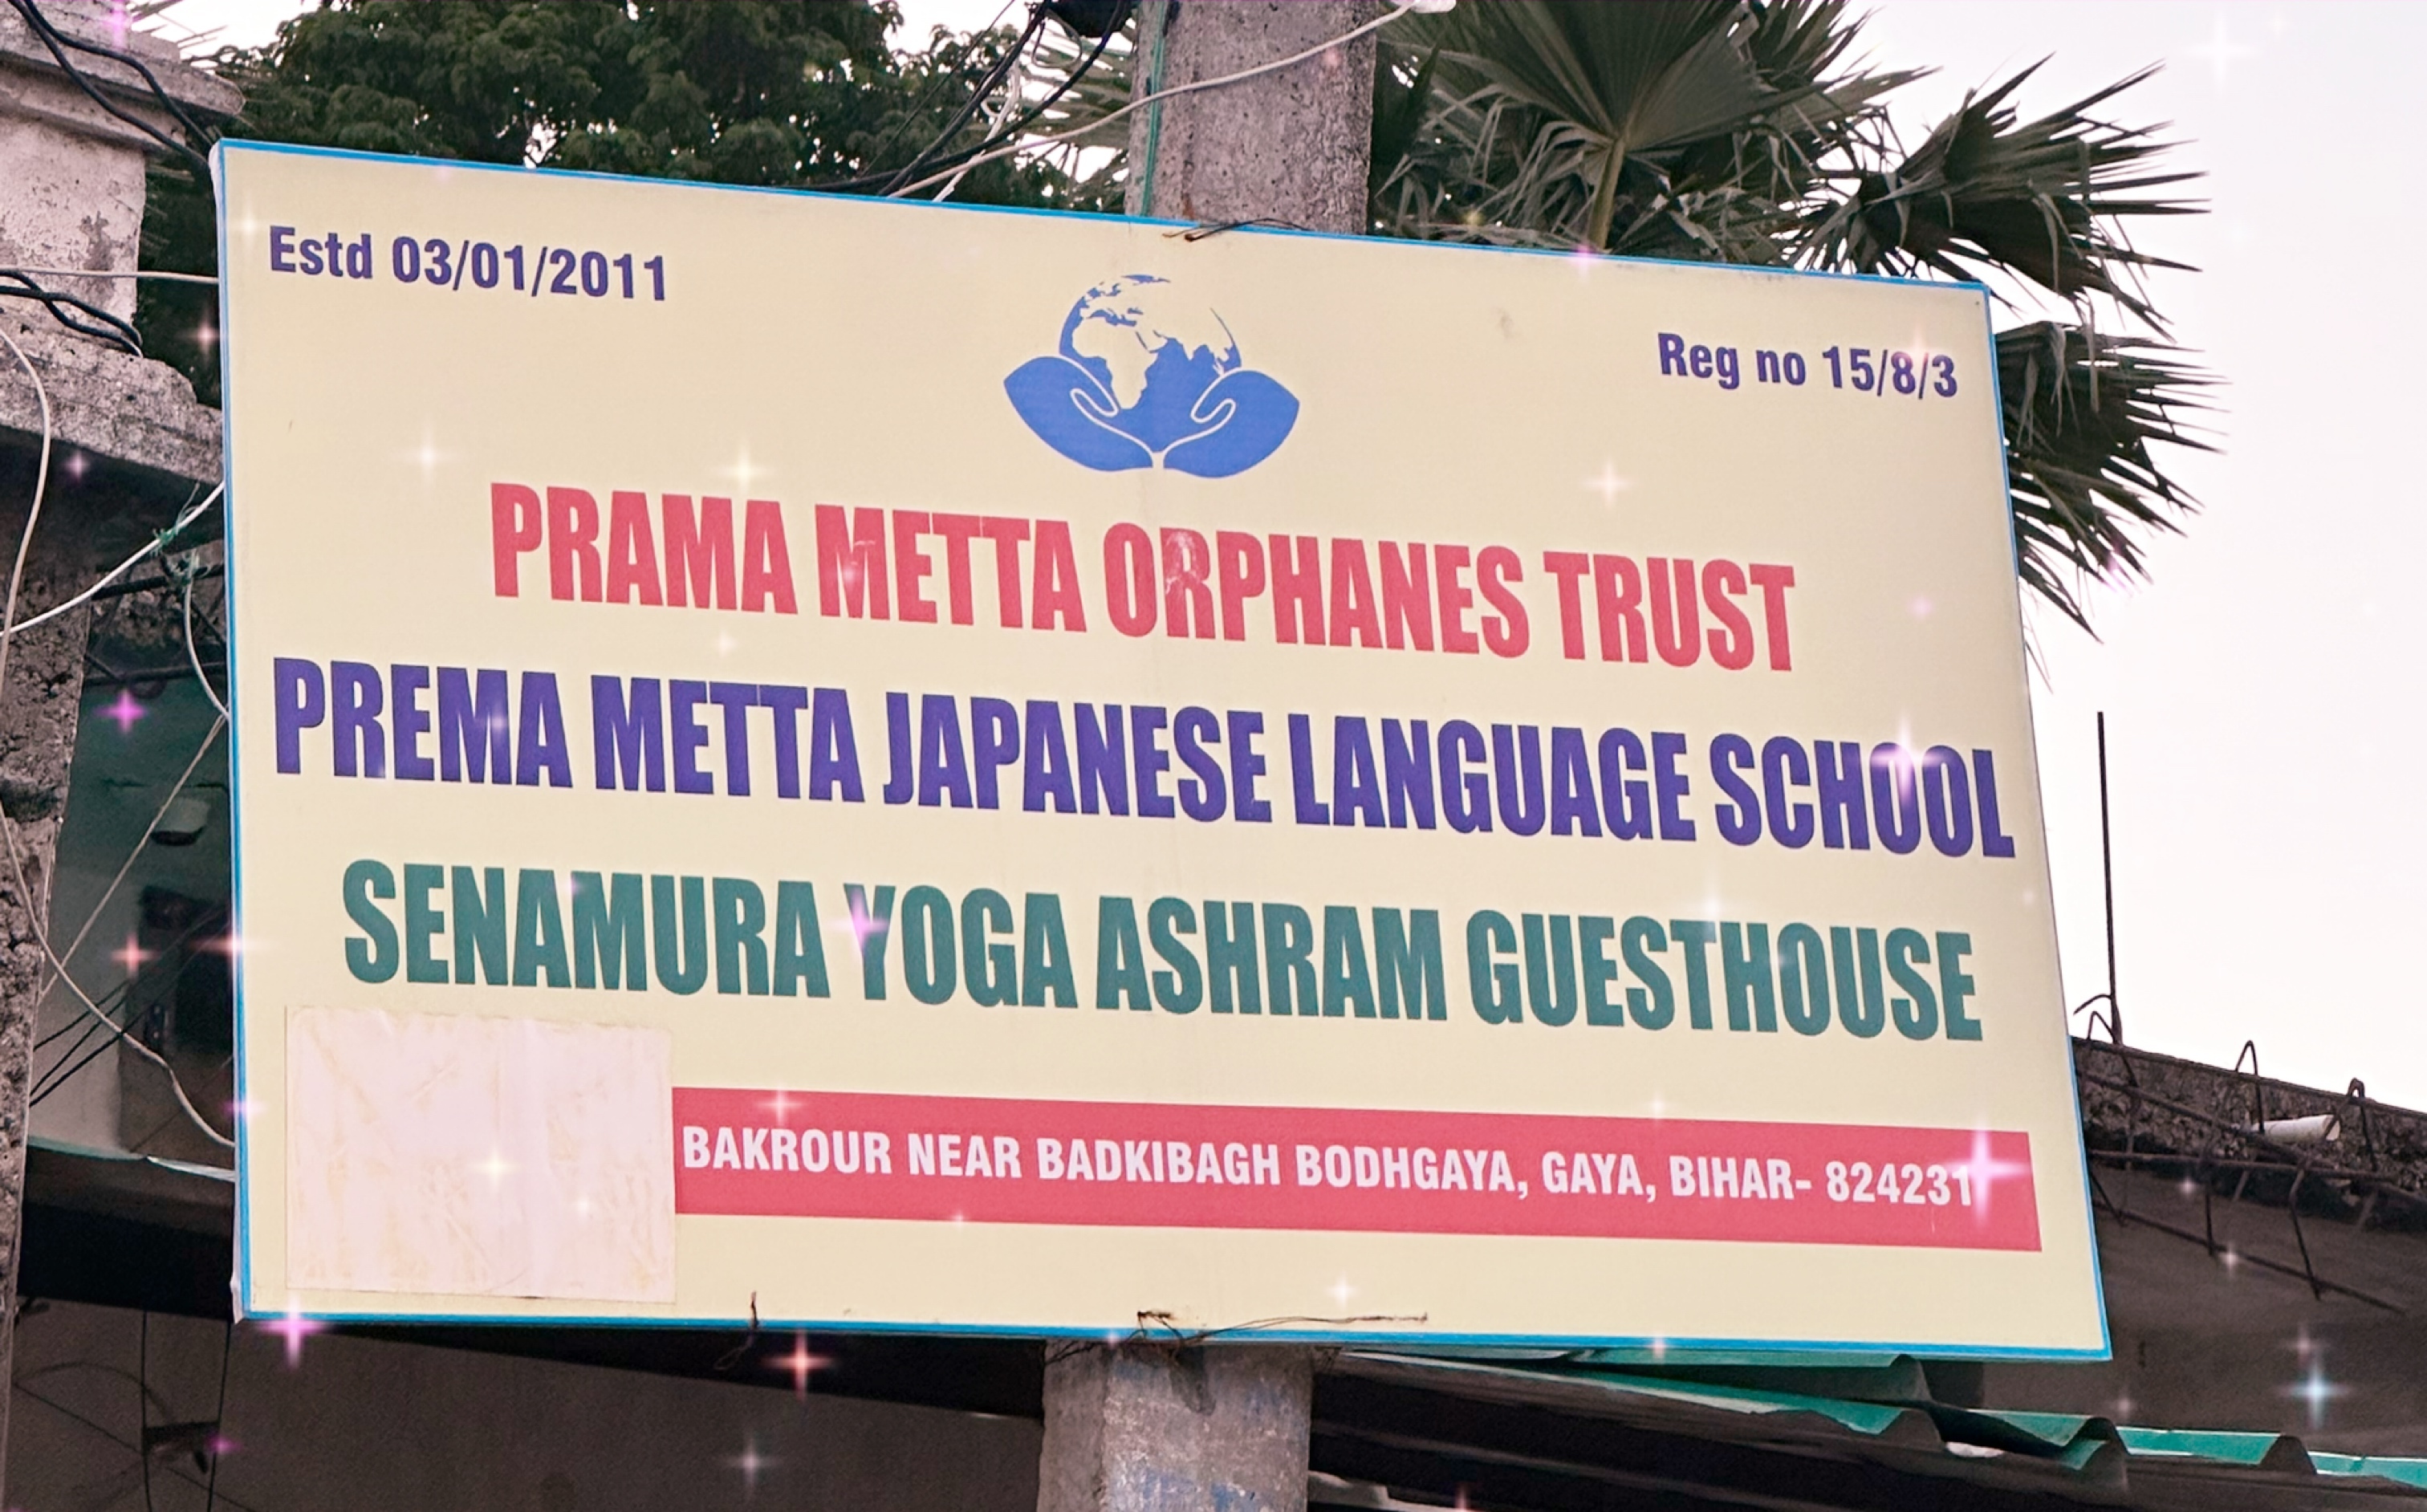 Estd 03/01/2011
Reg no 15/8/3
PRAMA METTA ORPHANES TRUST
PREMA METTA JAPANESE LANGUAGE SCHOOL
SENAMURA YOGA ASHRAM GUESTHOUSE
BAKROUR NEAR BADKIBAGH BODHGAYA, GAYA, BIHAR- 824231